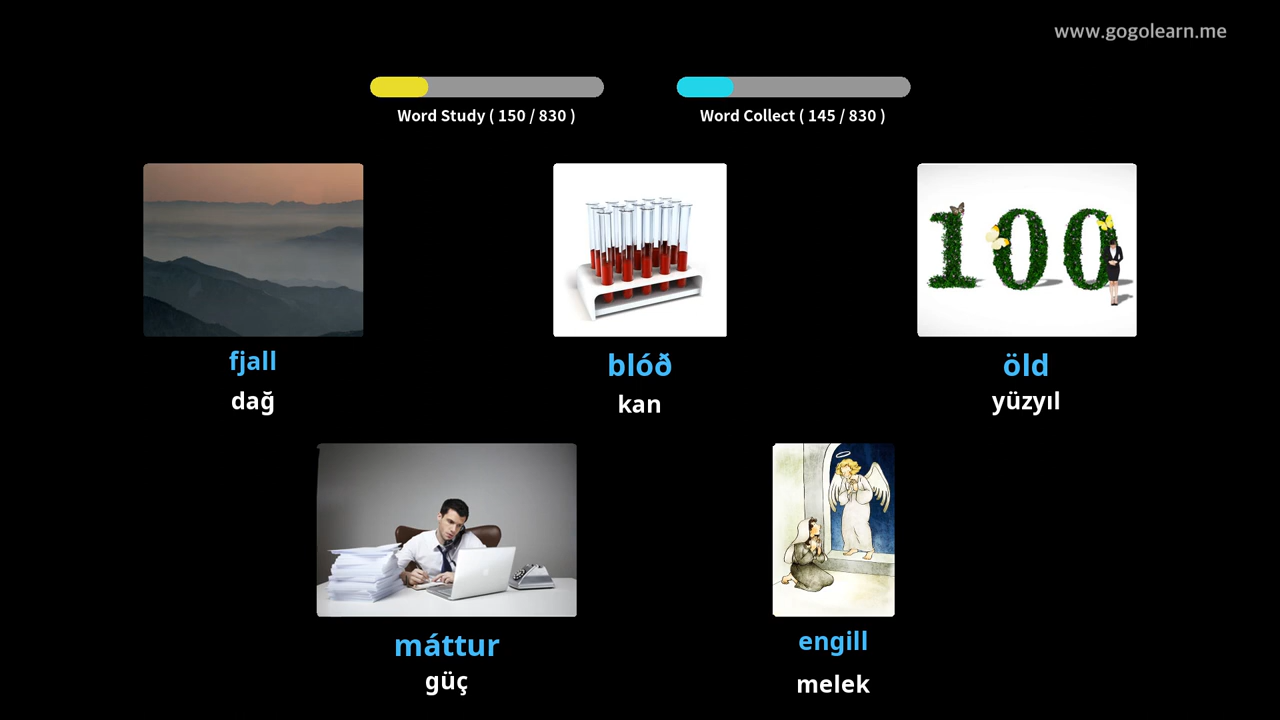 www.gogolearn.me
Word Study ( 150 / 830 )
Word Collect ( 145 / 830 )
fjall
dağ
blóð
kan
öld
yüzyıl
máttur
güç
engill
melek